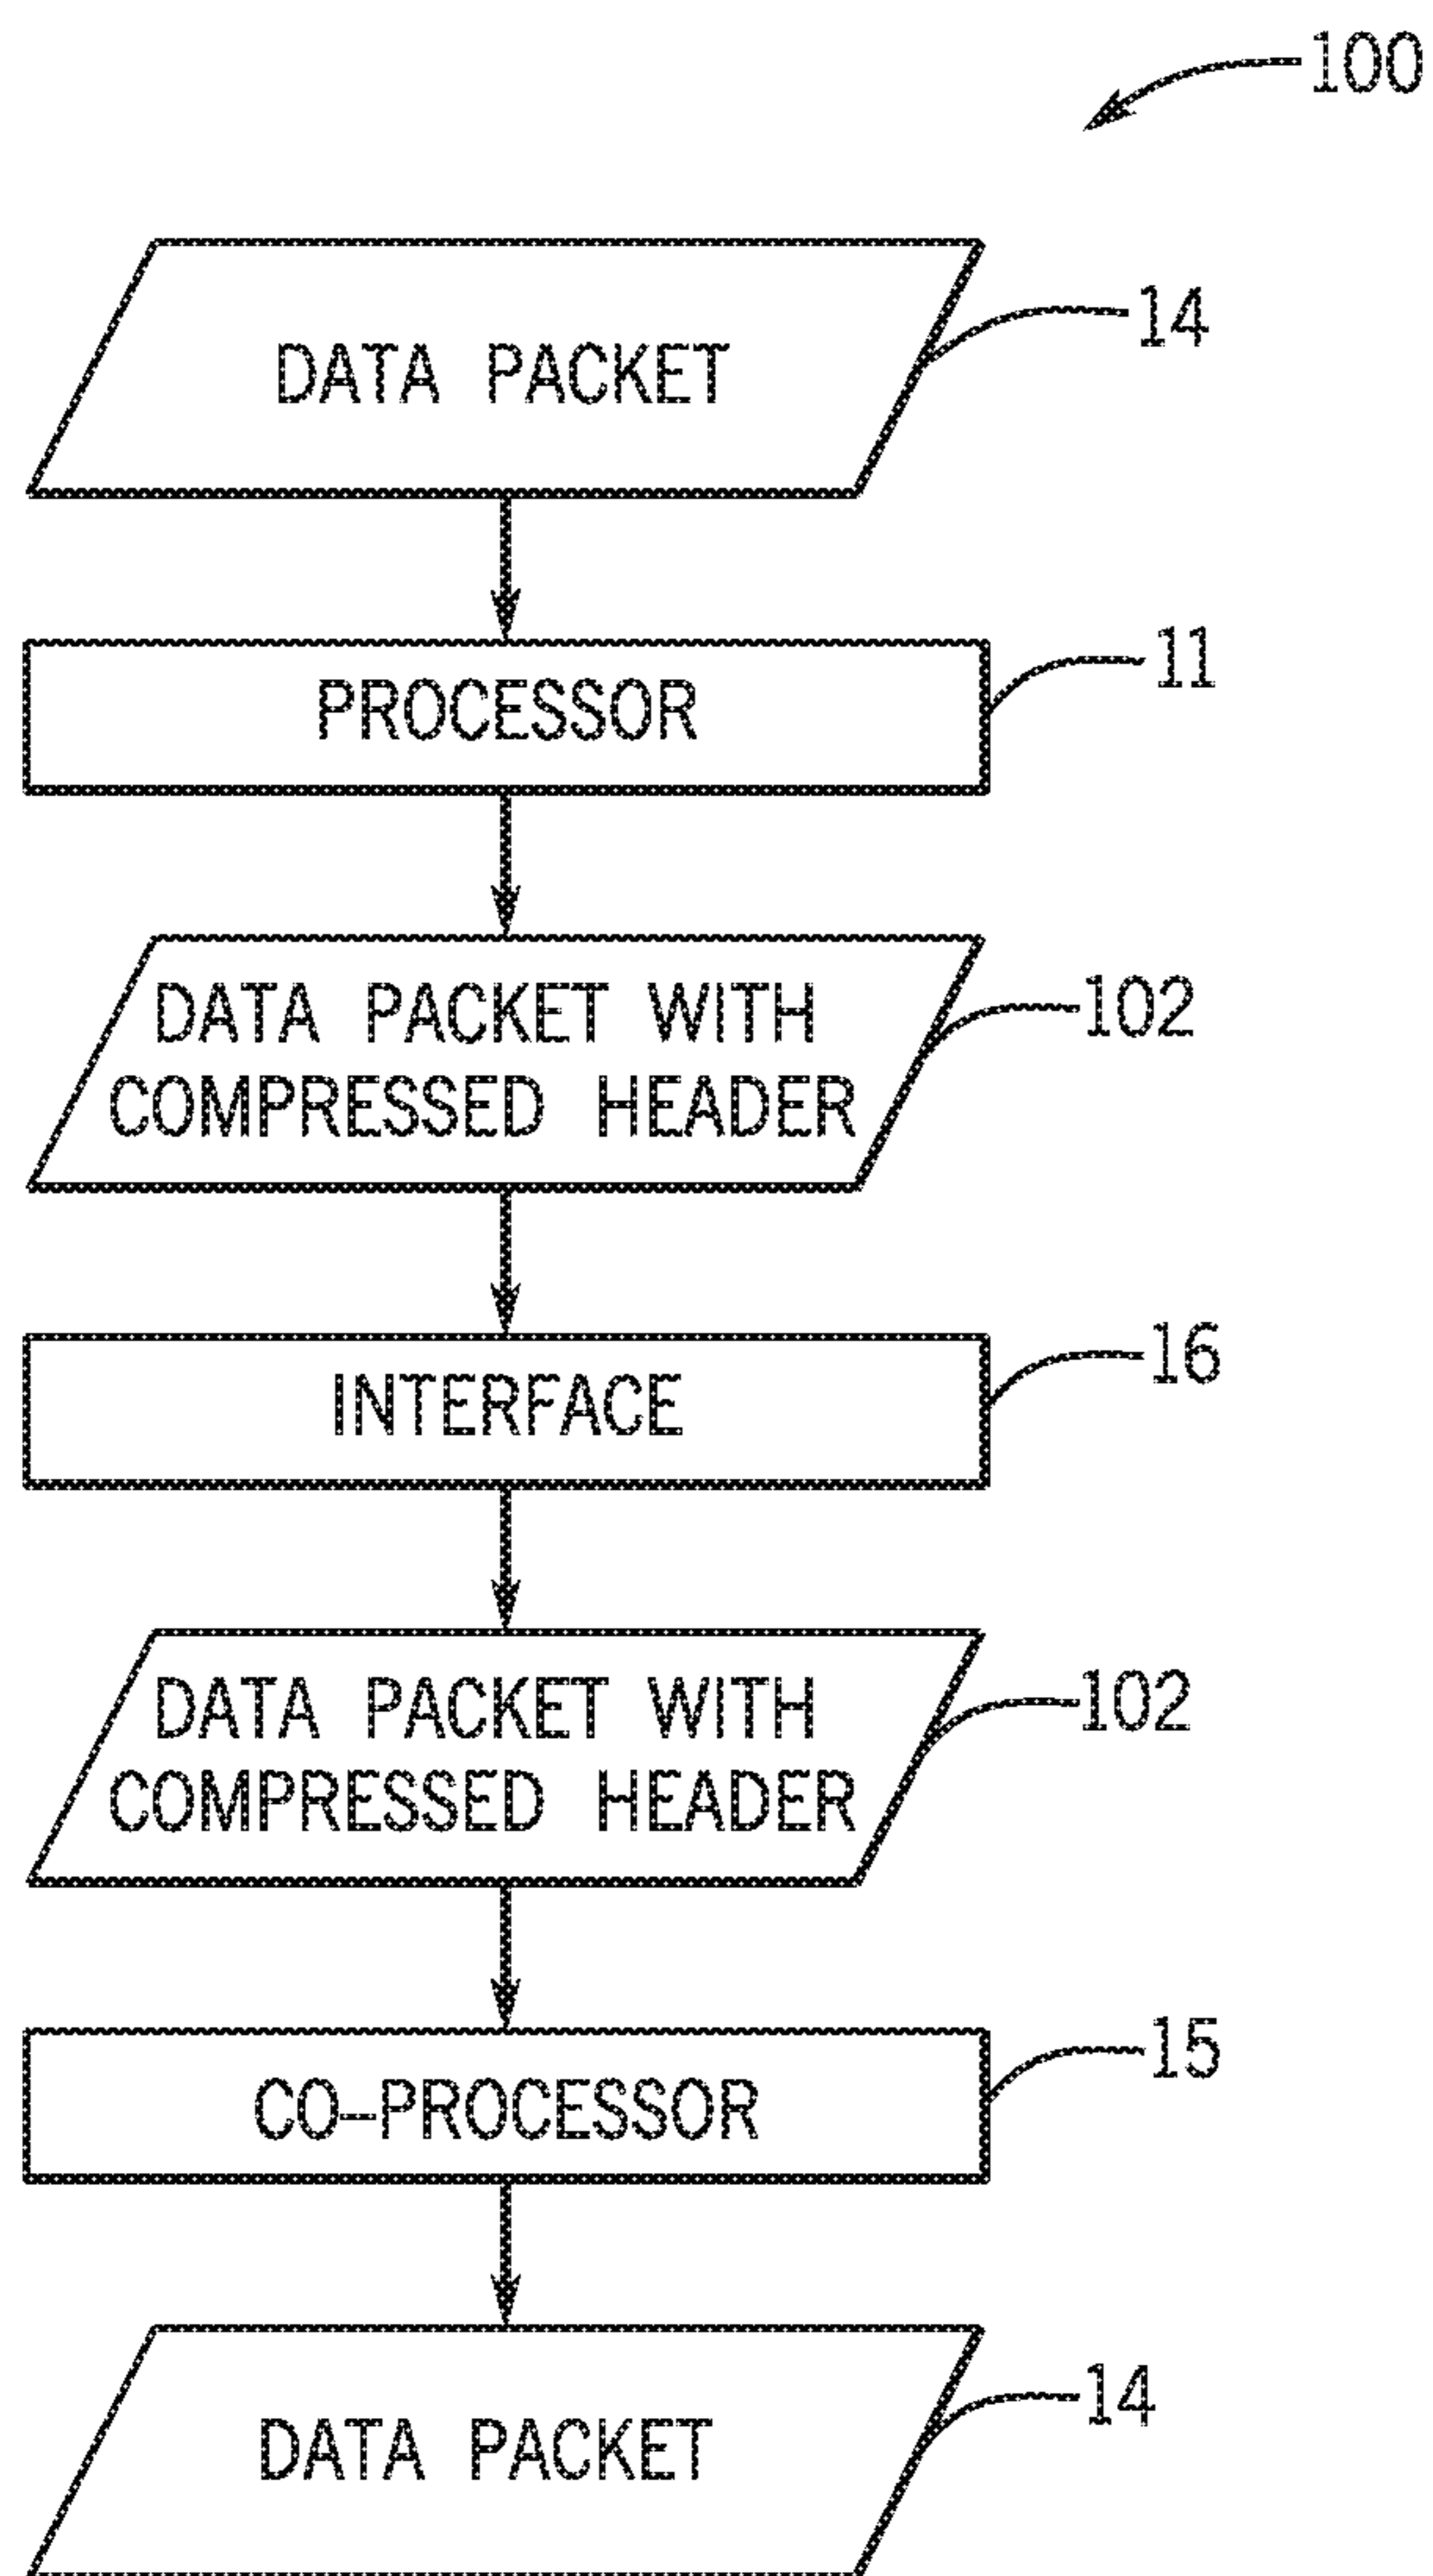 100
DATA PACKET
14
PROCESSOR
11
DATA PACKET WITH
COMPRESSED HEADER
102
INTERFACE
16
DATA PACKET WITH
COMPRESSED HEADER
102
CO-PROCESSOR
15
DATA PACKET
14